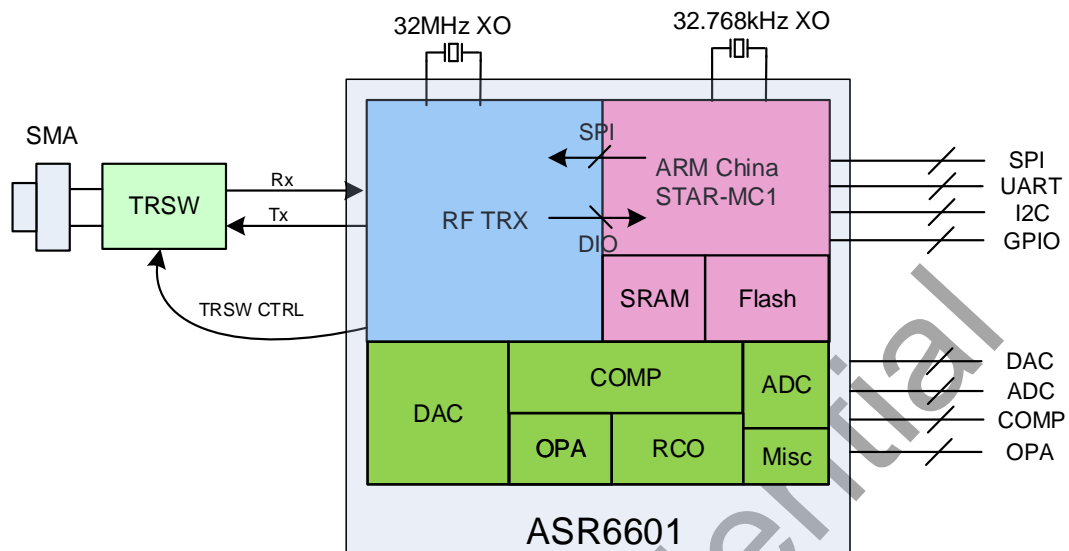 32MHz XO
32.768kHz XO
SMA
TRSW
Rx
Tx
TRSW CTRL
RF TRX
SPI
DIO
ARM China
STAR-MC1
SRAM
Flash
SPI
UART
I2C
GPIO
DAC
COMP
ADC
OPA
RCO
Misc
DAC
ADC
COMP
OPA
ASR6601